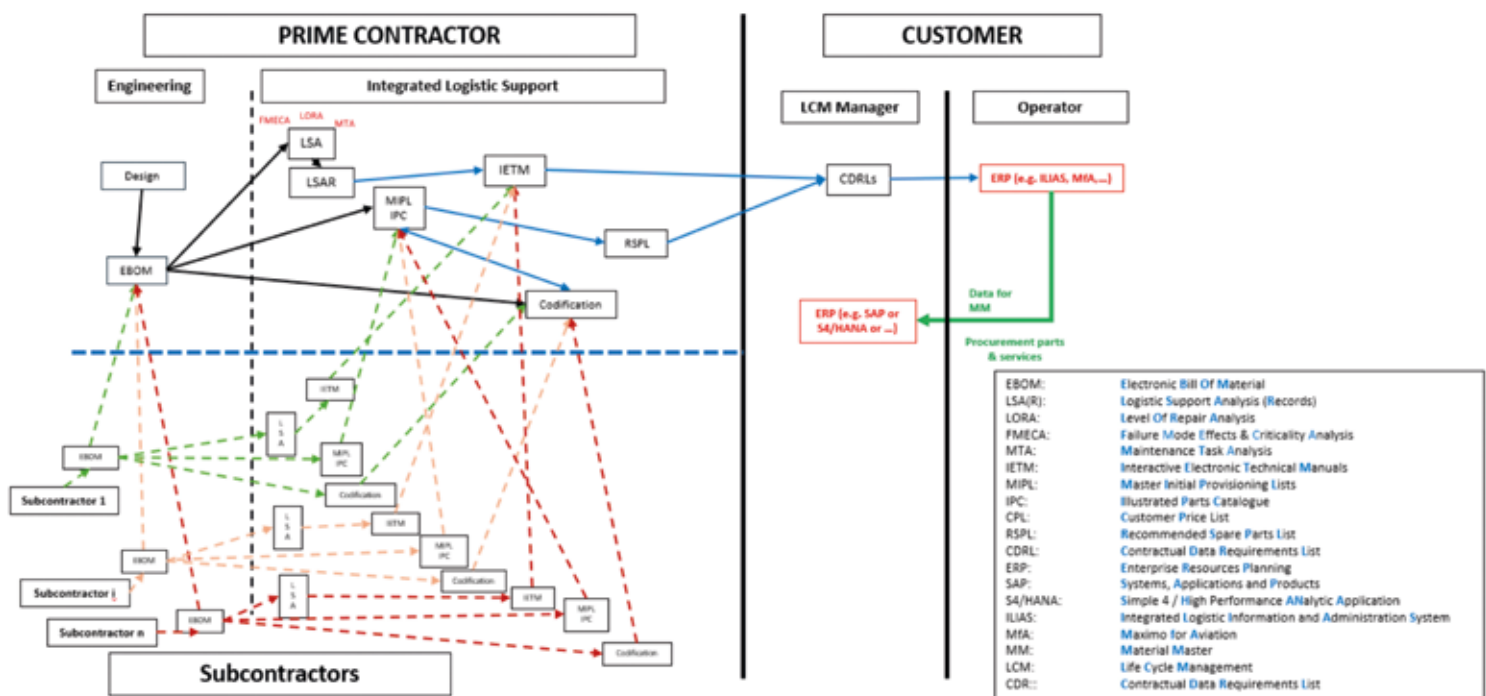 PRIME CONTRACTOR
CUSTOMER
Engineering
Integrated Logistic Support
LCM Manager
Operator
FMECA
LORA
MTA
LSA
Design
LSAR
IETM
CDRLs
ERP (e.g. ILIAS, MfA,...)
MIPL
IPC
RSPL
EBOM
Codification
Data for
MM
ERP (e.g. SAP or
S4/HANA or ...)
Procurement parts
& services
IETM
L
S
A
EBOM
MIPL
IPC
Subcontractor 1
Codification
L
S
A
IETM
EBOM
MIPL
IPC
Codification
Subcontractor i
L
S
A
IETM
EBOM
MIPL
IPC
Subcontractor n
Codification
Subcontractors
EBOM: Electronic Bill Of Material
LSA(R): Logistic Support Analysis (Records)
LORA: Level Of Repair Analysis
FMECA: Failure Mode Effects & Criticality Analysis
MTA: Maintenance Task Analysis
IETM: Interactive Electronic Technical Manuals
MIPL: Master Initial Provisioning Lists
IPC: Illustrated Parts Catalogue
CPL: Customer Price List
RSPL: Recommended Spare Parts List
CDRL: Contractual Data Requirements List
ERP: Enterprise Resources Planning
SAP: Systems, Applications and Products
S4/HANA: Simple 4 / High Performance ANalytic Application
ILIAS: Integrated Logistic Information and Administration System
MfA: Maximo for Aviation
MM: Material Master
LCM: Life Cycle Management
CDR:: Contractual Data Requirements List